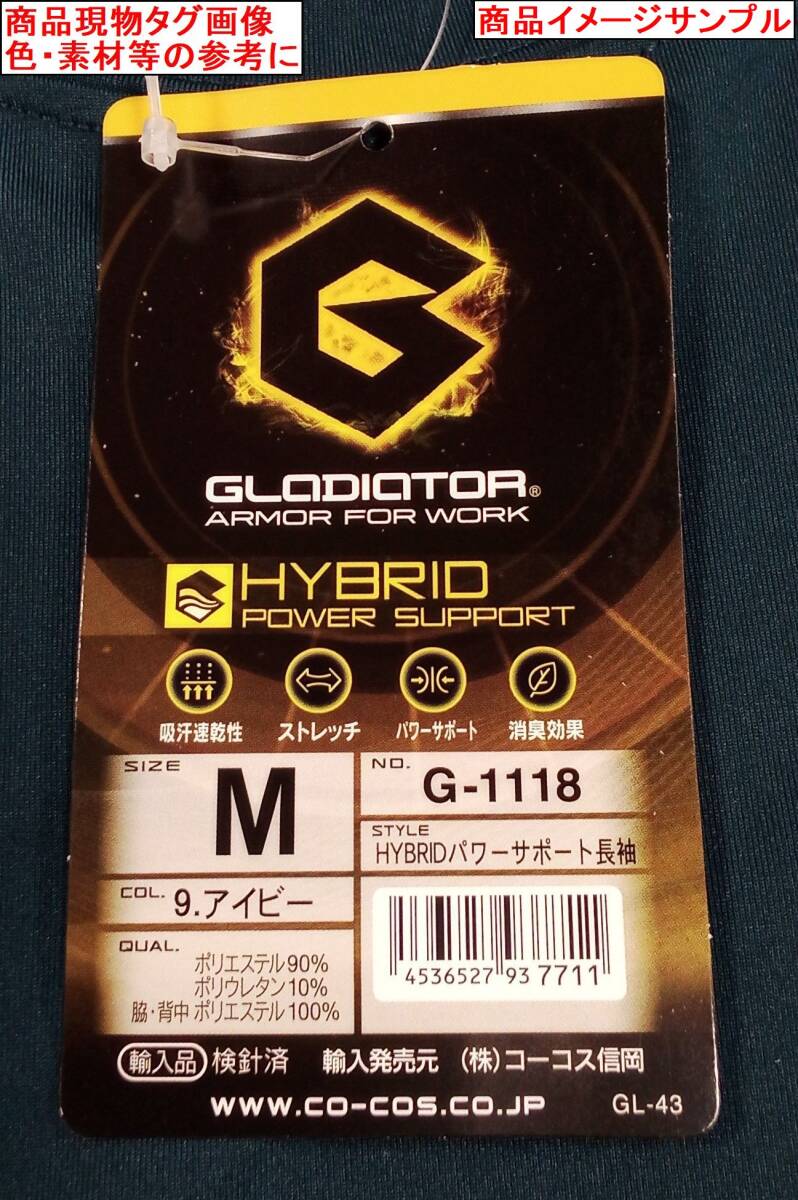 商品現物タグ画像
色・素材等の参考に
商品イメージサンプル
GLADIATOR®
ARMOR FOR WORK
HYBRID
POWER SUPPORT
吸汗速乾性
ストレッチ
パワーサポート
消臭効果
SIZE
M
NO.
G-1118
STYLE
HYBRIDパワーサポート長袖
COL. 9.アイビー
QUAL.
ポリエステル90%
ポリウレタン10%
脇・背中 ポリエステル100%
4536527 93 7711
輸入品 検針済 輸入発売元 (株)コーコス信岡
WWW.CO-COS.CO.JP
GL-43